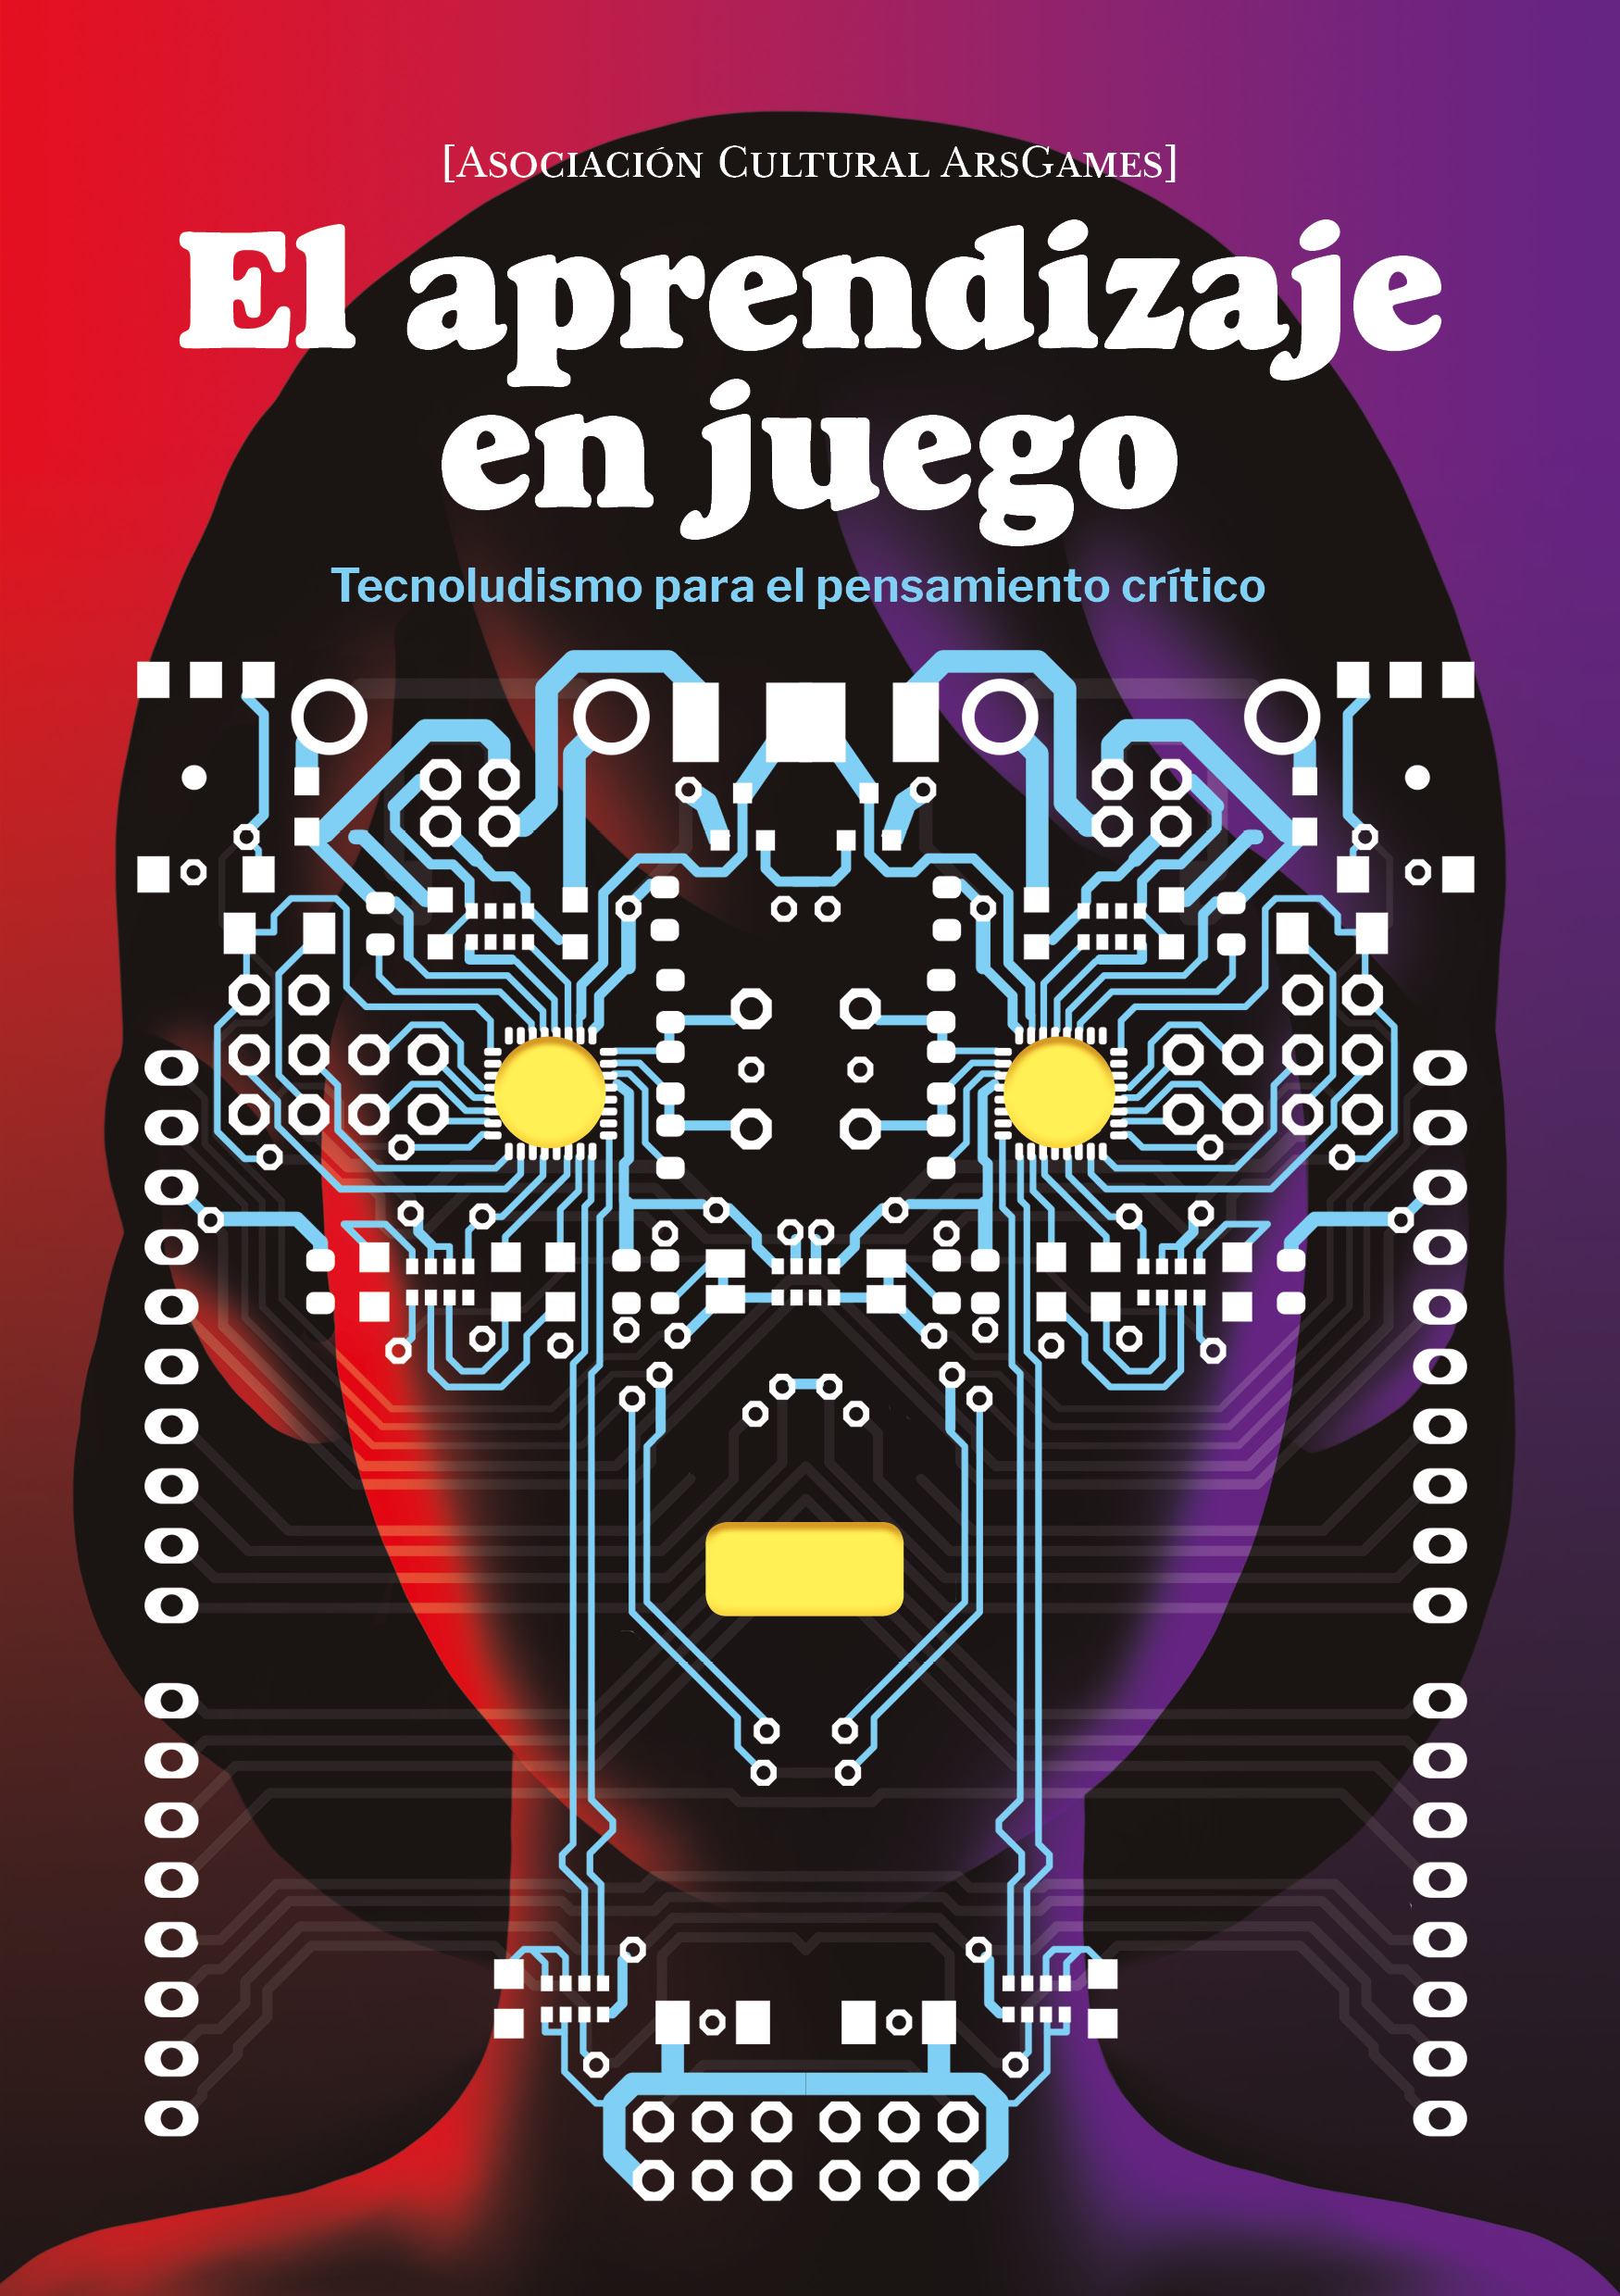 [Asociación Cultural ArsGames]
El aprendizaje
en juego
Tecnoludismo para el pensamiento crítico